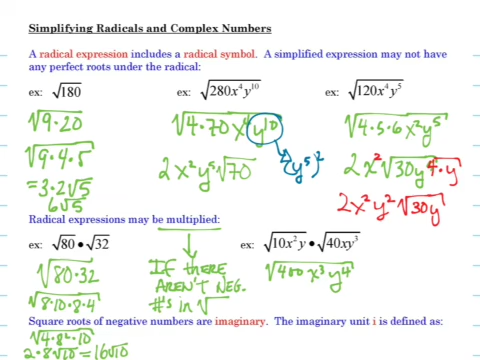 Simplifying Radicals and Complex Numbers
A radical expression includes a radical symbol. A simplified expression may not have
any perfect roots under the radical:
ex: √180 ex: √280x⁴y¹⁰ ex: √120x⁴y⁵
√9·20 √4·70x⁴y¹⁰ √4·5·6x²y⁵
√9·4·5 (y⁵)²
=3·2√5 2x²y⁵√70 2x²√30y⁴·y
6√5 2x²y²√30y
Radical expressions may be multiplied:
ex: √80 • √32 ex: √10x²y • √40xy³
√80·32 IF THERE √400x³y⁴
√8·10·8·4 AREN'T NEG.
#'s in √
Square roots of negative numbers are imaginary. The imaginary unit i is defined as:
√4·8²·10
2·8√10 = 16√10